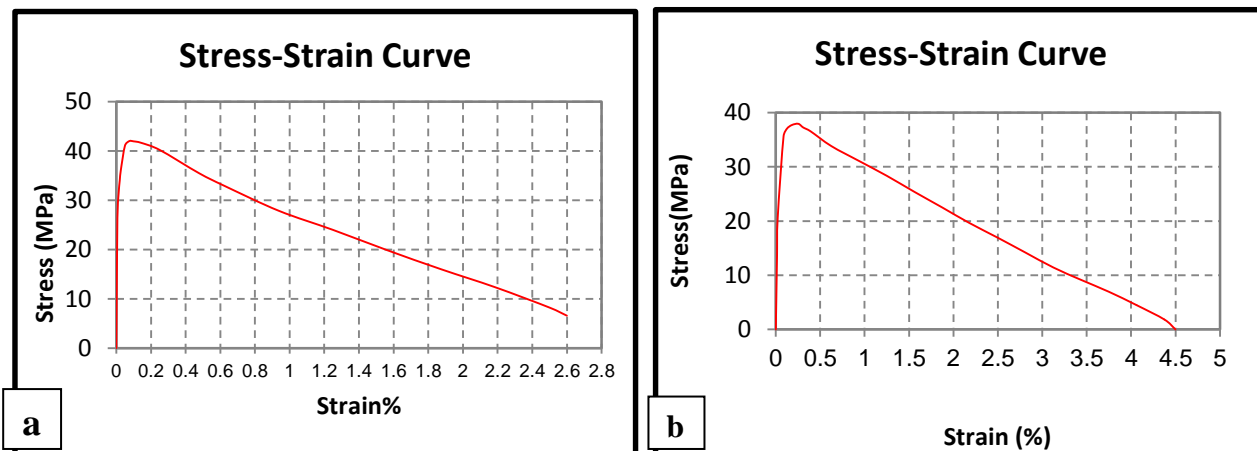 Stress-Strain Curve
50
40
30
20
10
0
Stress (MPa)
0 0.2 0.4 0.6 0.8 1 1.2 1.4 1.6 1.8 2 2.2 2.4 2.6 2.8
Strain%
a
Stress-Strain Curve
40
30
20
10
0
Stress(MPa)
0 0.5 1 1.5 2 2.5 3 3.5 4 4.5 5
Strain (%)
b